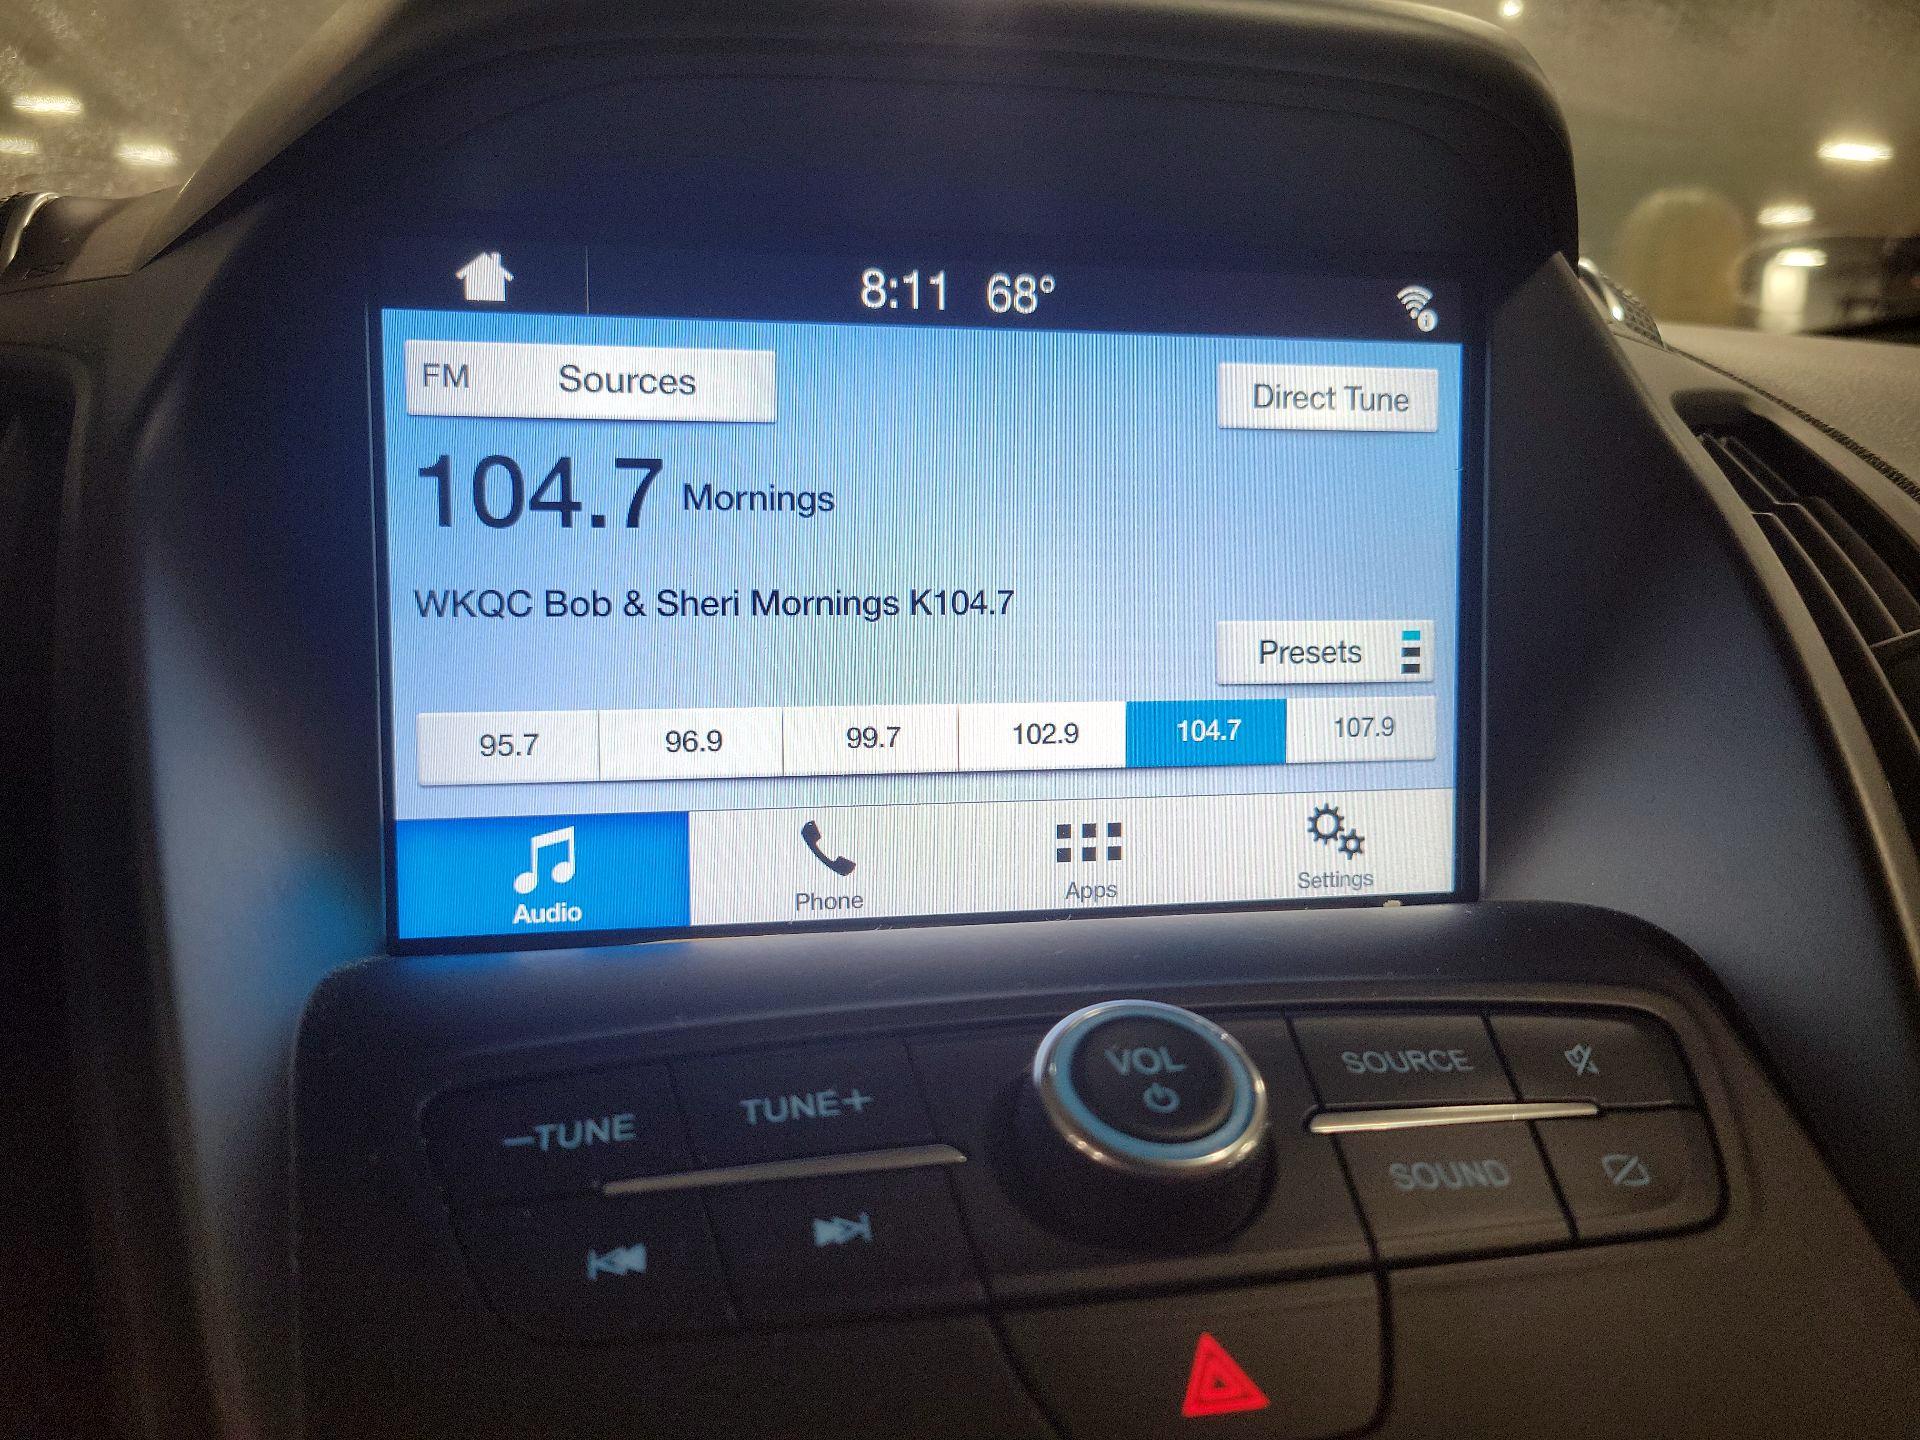 8:11 68°
FM Sources Direct Tune
104.7 Mornings
WKQC Bob & Sheri Mornings K104.7
Presets
95.7 96.9 99.7 102.9 104.7 107.9
Audio Phone Apps Settings
–TUNE TUNE+ VOL SOURCE
SOUND